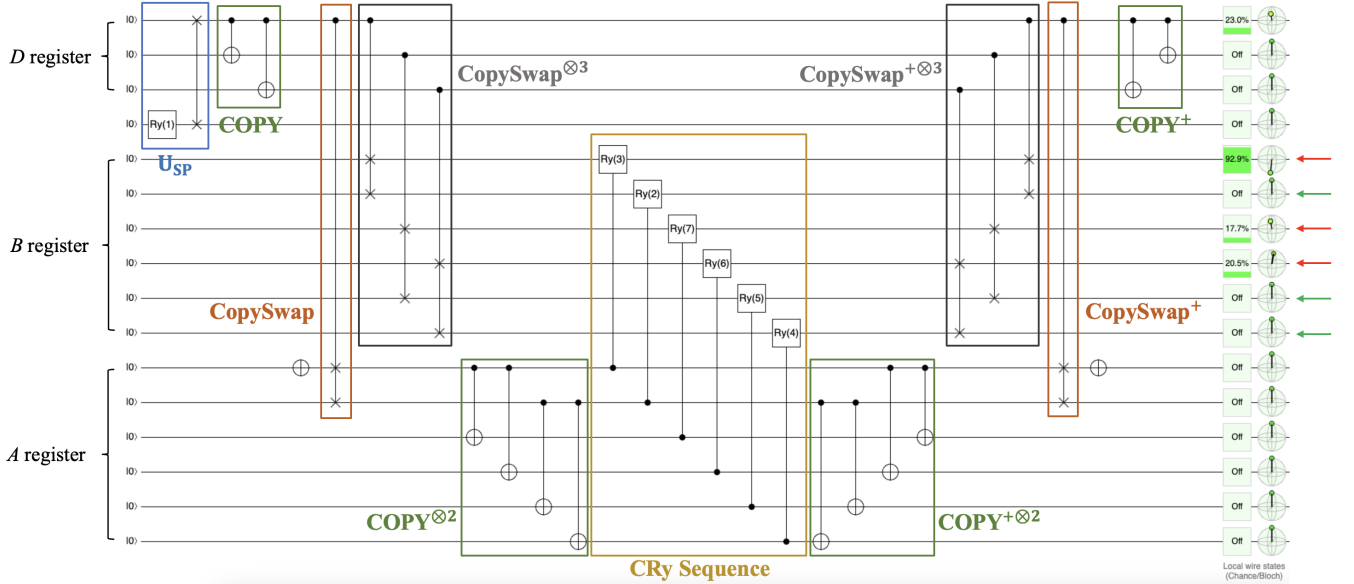 |0⟩ 23.0%
D register |0⟩ Off
CopySwap⊗3 CopySwap+⊗3
|0⟩ Off
|0⟩ Ry(1) COPY COPY+ Off
USP |0⟩ Ry(3) 92.9%
|0⟩ Ry(2) Off
|0⟩ Ry(7) 17.7%
B register
|0⟩ Ry(6) 20.5%
|0⟩ Ry(5) Off
CopySwap CopySwap+
|0⟩ Ry(4) Off
|0⟩ Off
|0⟩ Off
|0⟩ Off
A register
|0⟩ Off
|0⟩ Off
COPY⊗2 COPY+⊗2
|0⟩ Off
CRy Sequence
Local wire states
(Chance/Bloch)